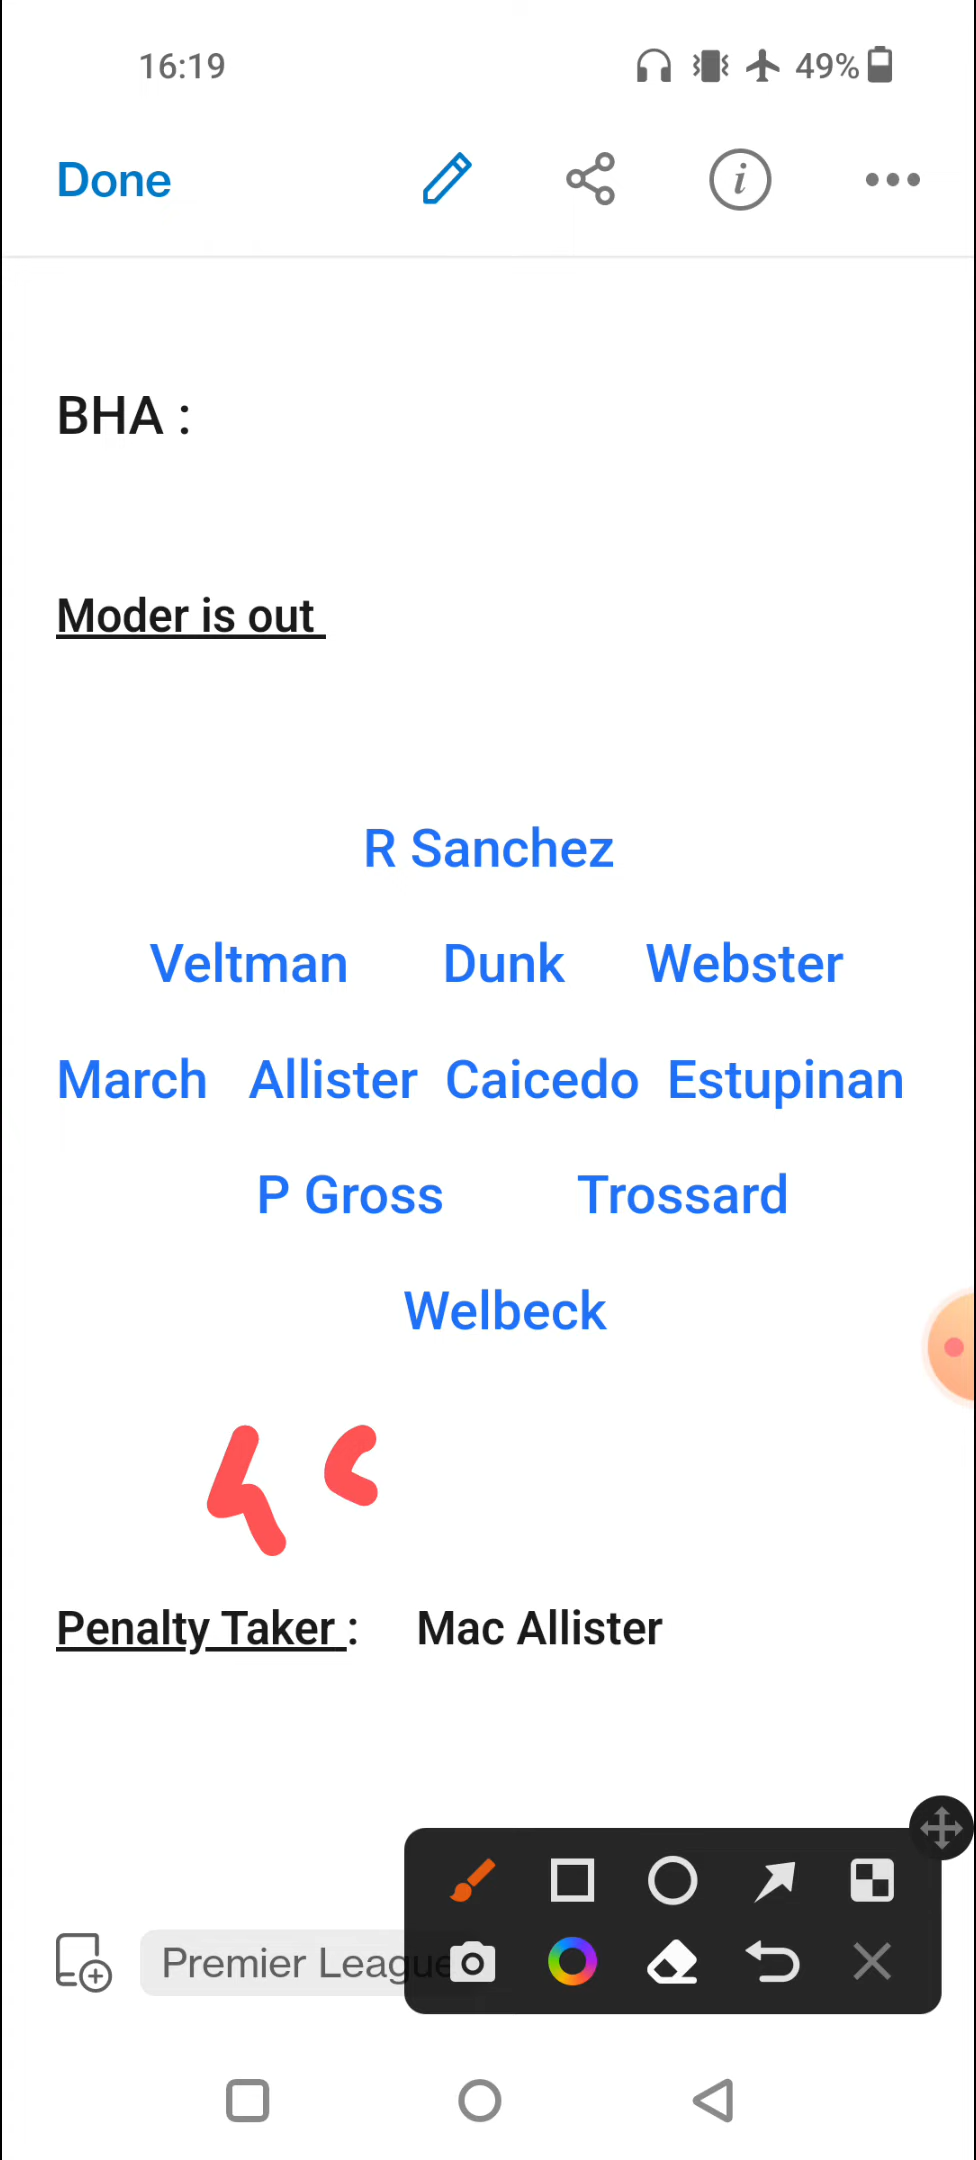 16:19 49%
Done
BHA :
Moder is out
R Sanchez
Veltman Dunk Webster
March Allister Caicedo Estupinan
P Gross Trossard
Welbeck
Penalty Taker : Mac Allister
Premier League